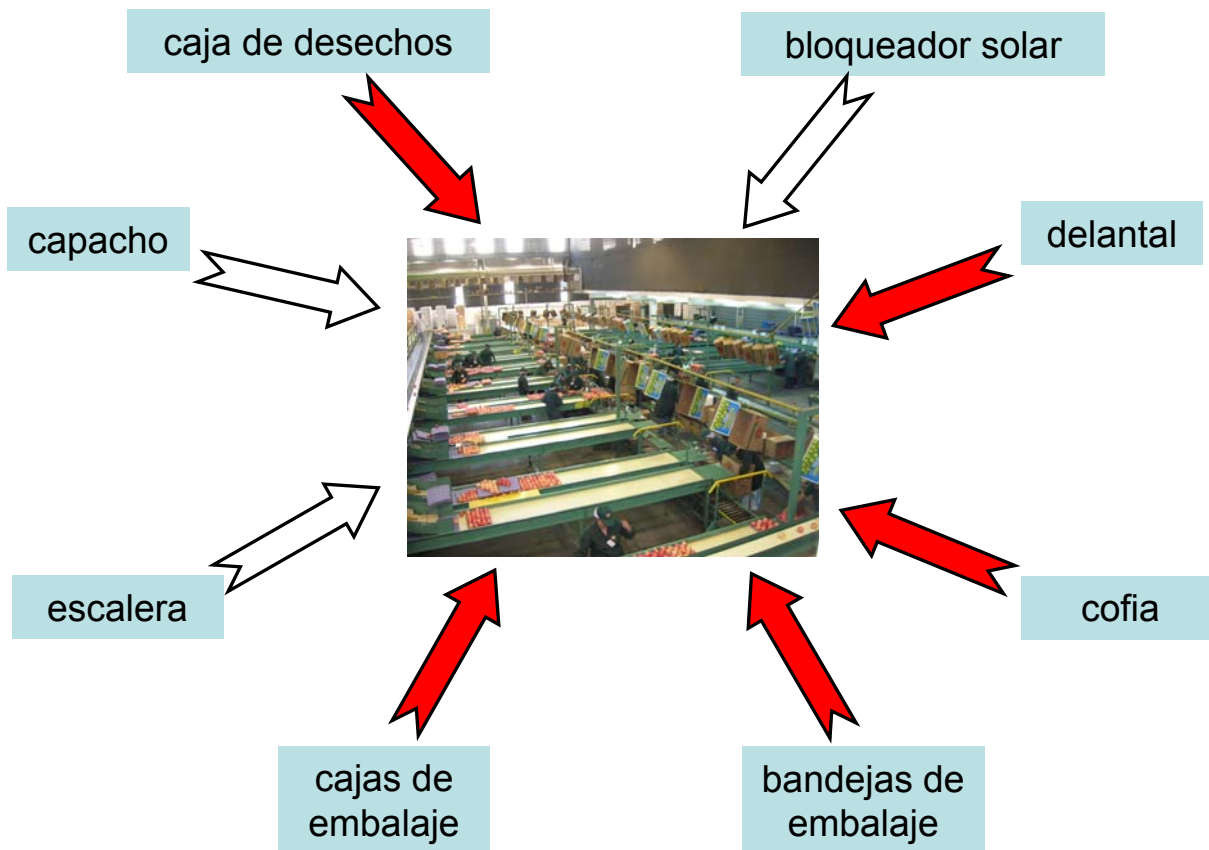 caja de desechos
bloqueador solar
capacho
delantal
escalera
cofia
cajas de
embalaje
bandejas de
embalaje